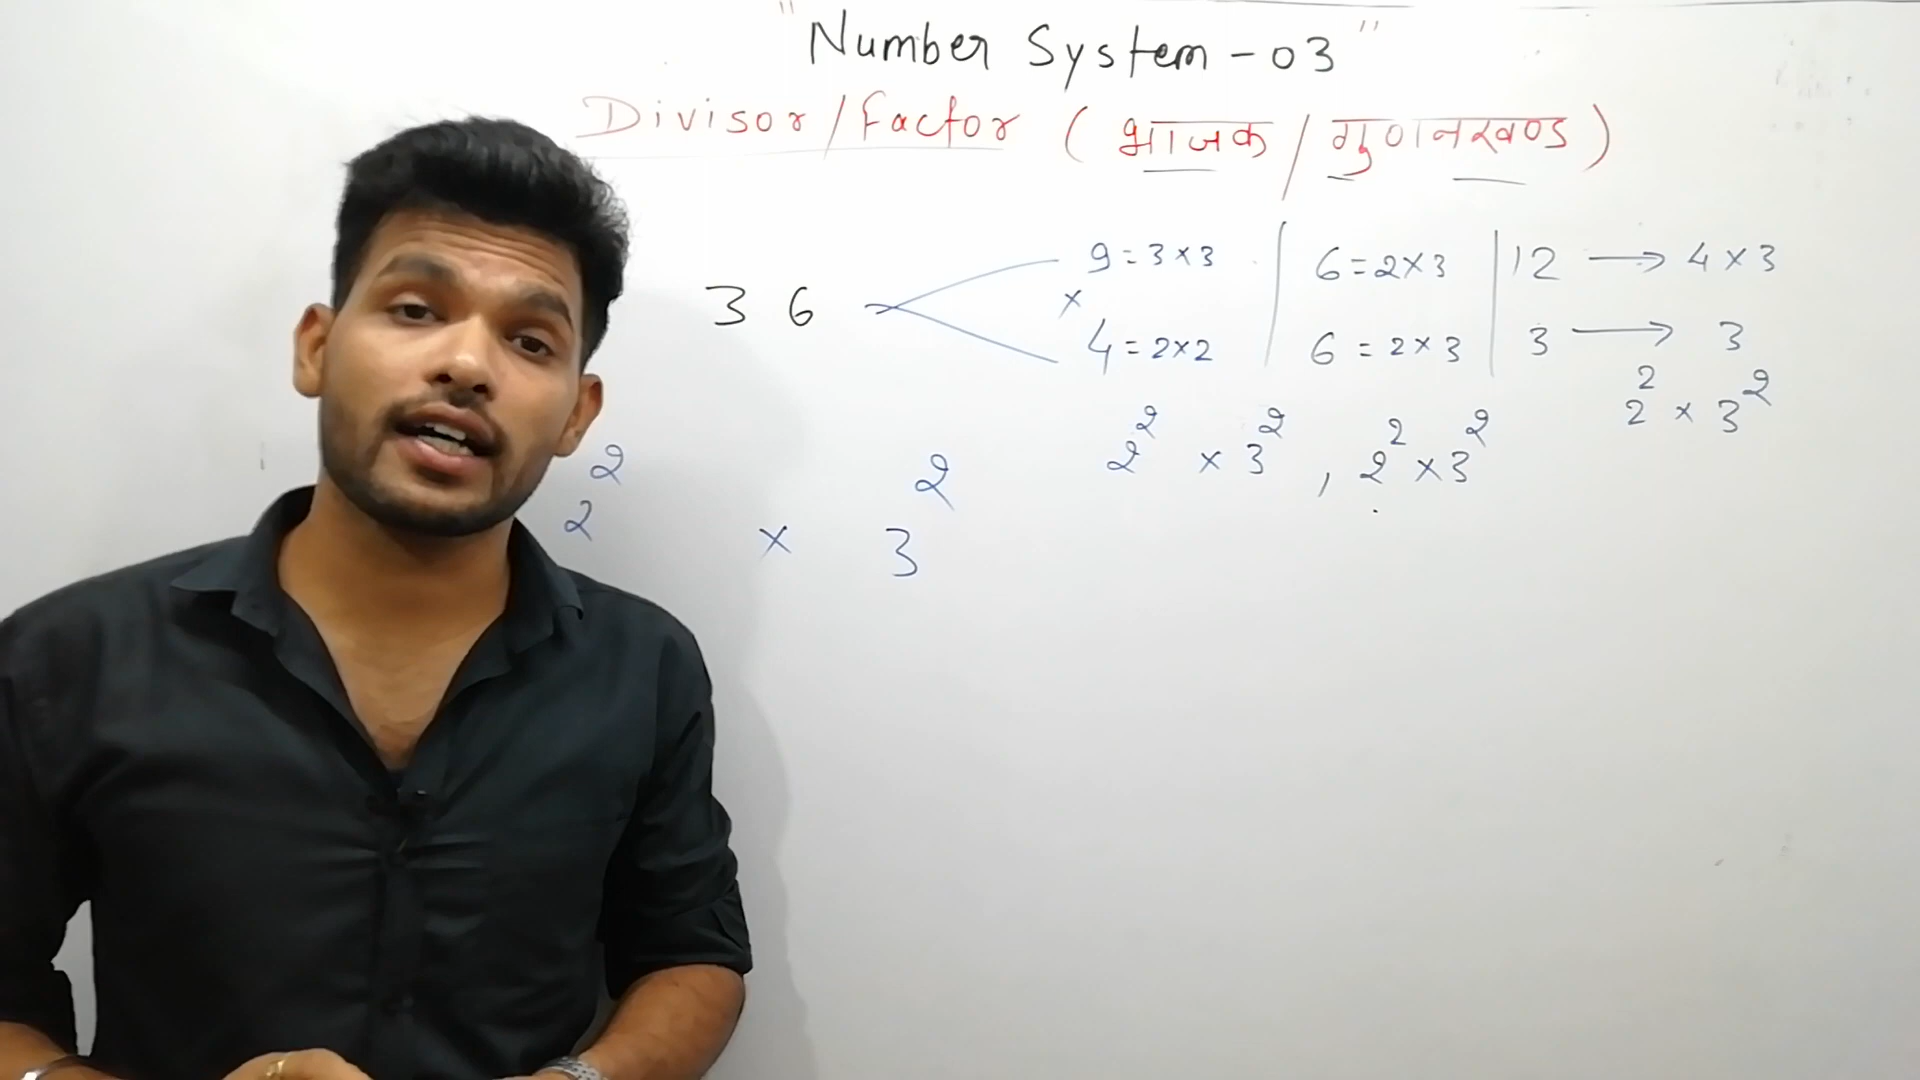 "Number System - 03"
Divisor/Factor (भाजक/गुणनखण्ड)
9 = 3 × 3 | 6 = 2 × 3 | 12 → 4 × 3
36
×
4 = 2 × 2 | 6 = 2 × 3 | 3 → 3
2² × 3²
2² × 3² , 2² × 3²
2² × 3²